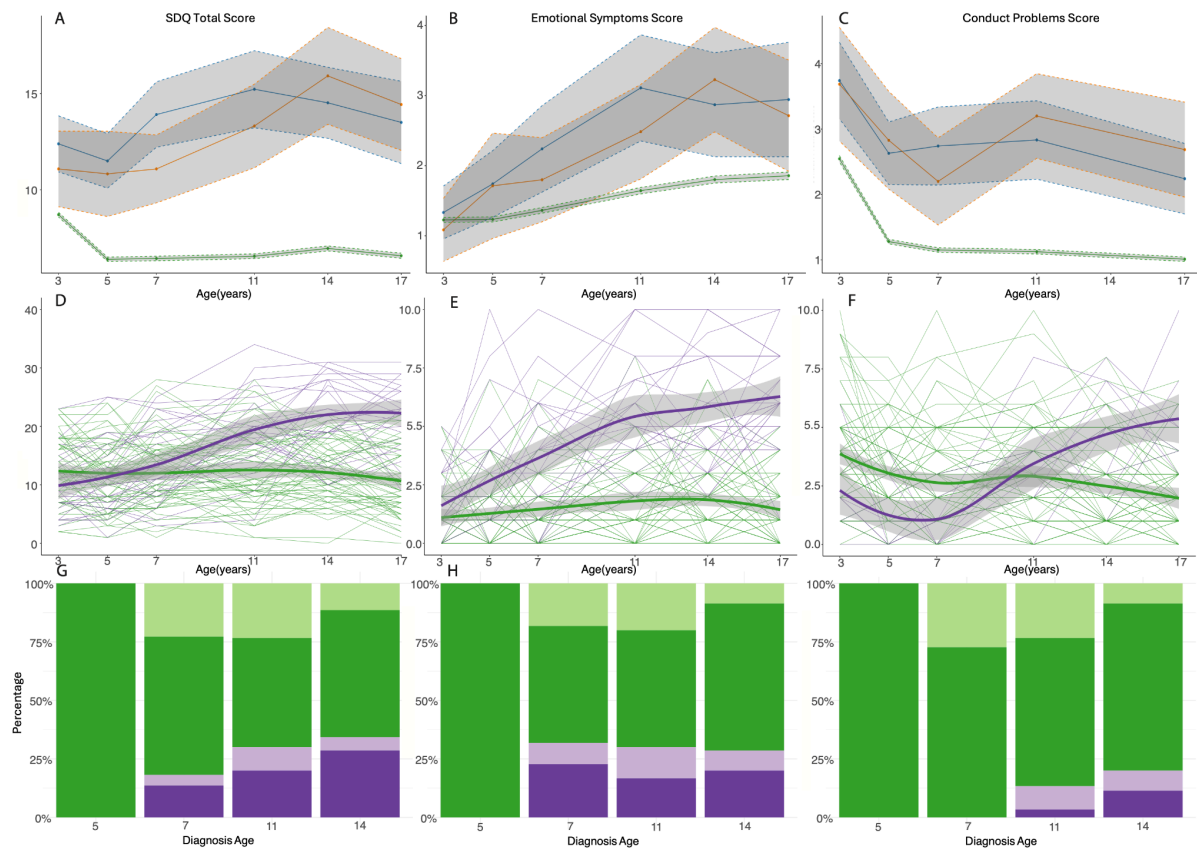 A SDQ Total Score
B Emotional Symptoms Score
C Conduct Problems Score
15
10
4
3
2
1
4
3
2
1
3 5 7 11 14 17
3 5 7 11 14 17
3 5 7 11 14 17
Age(years)
Age(years)
Age(years)
D
E
F
40
30
20
10
0
10.0
7.5
5.5
2.5
0.0
10.0
7.5
5.5
2.5
0.0
3 5 7 11 14 17
3 5 7 11 14 17
3 5 7 11 14 17
Age(years)
Age(years)
Age(years)
G
H
Percentage
100%
75%
50%
25%
0%
100%
75%
50%
25%
0%
100%
75%
50%
25%
0%
5 7 11 14
5 7 11 14
5 7 11 14
Diagnosis Age
Diagnosis Age
Diagnosis Age